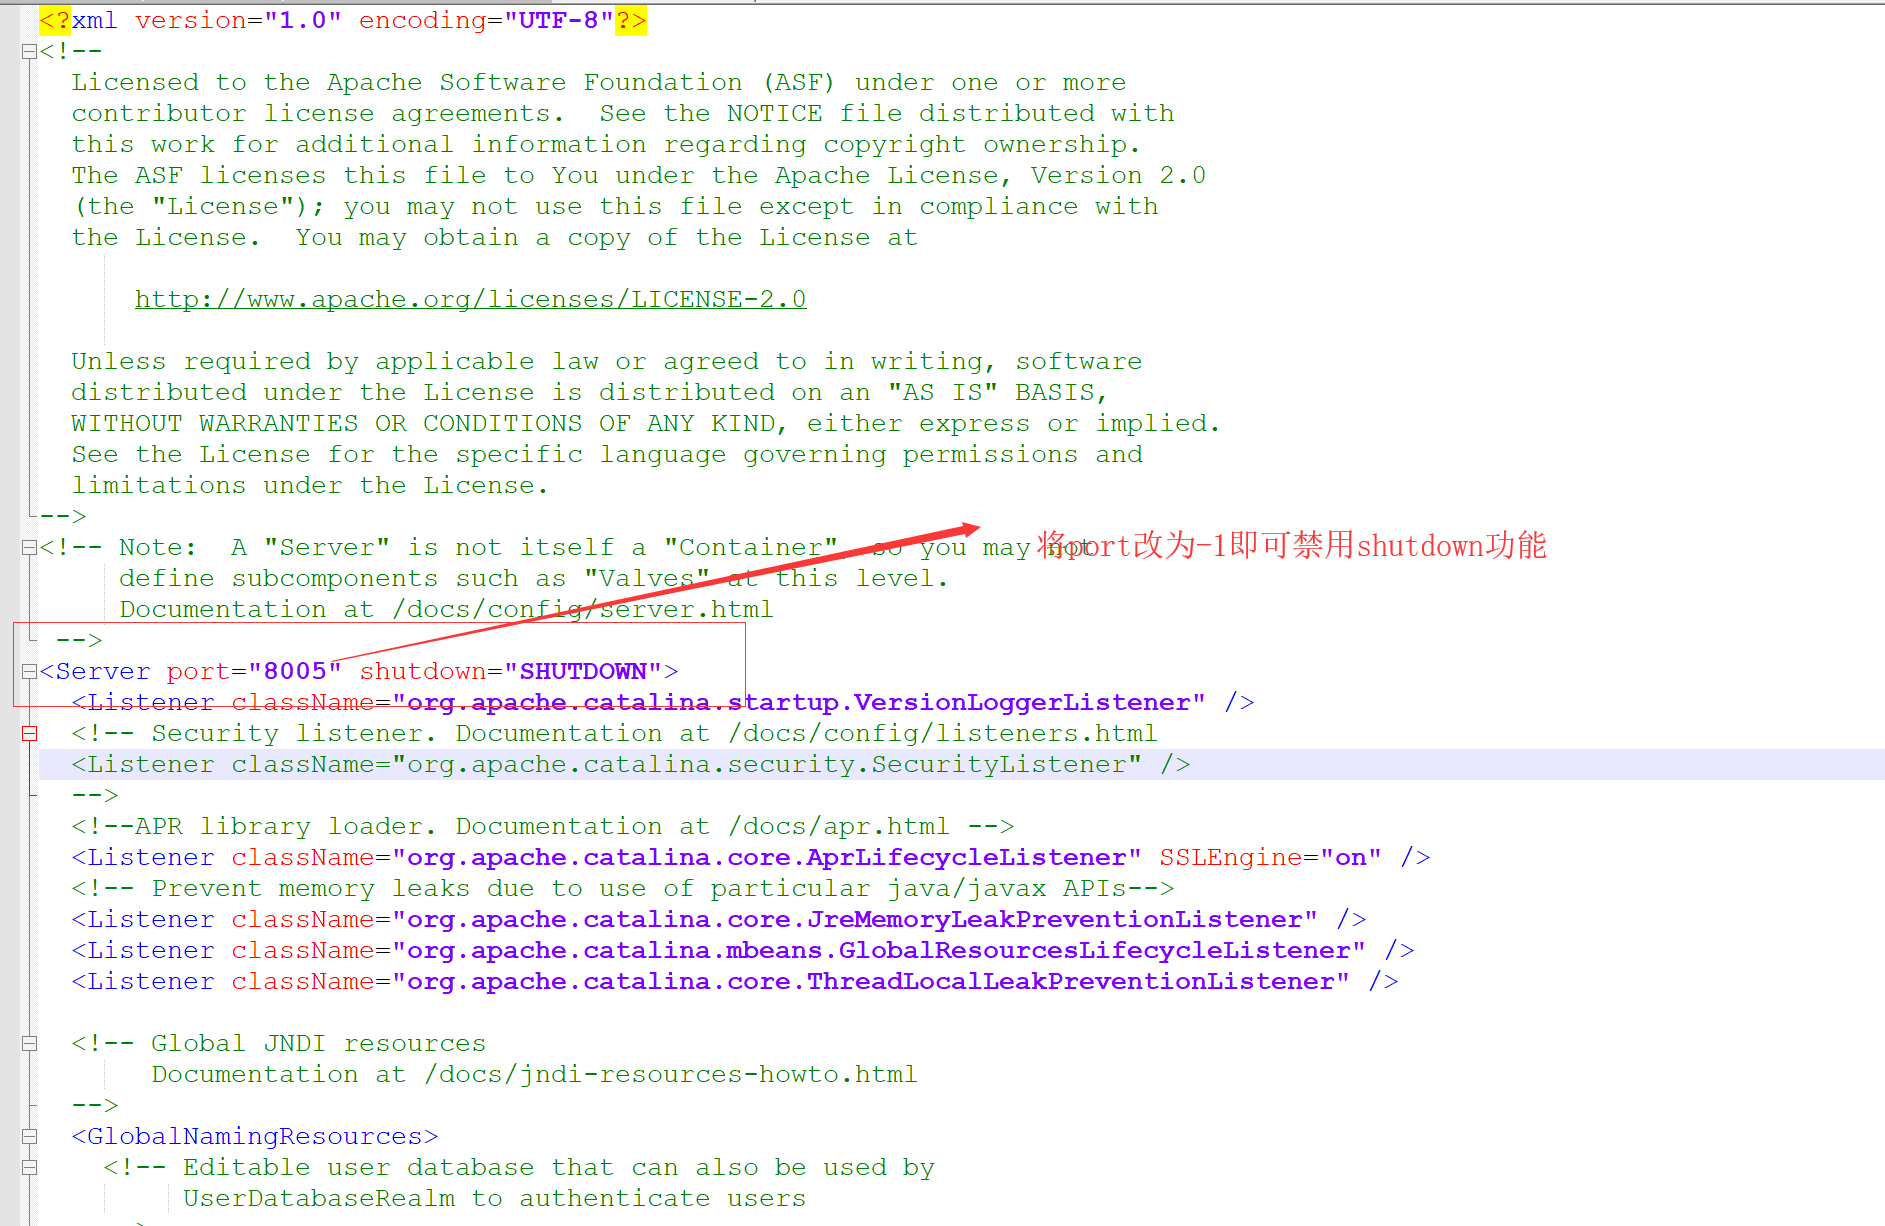 <?xml version="1.0" encoding="UTF-8"?>
<!--
Licensed to the Apache Software Foundation (ASF) under one or more
contributor license agreements.  See the NOTICE file distributed with
this work for additional information regarding copyright ownership.
The ASF licenses this file to You under the Apache License, Version 2.0
(the "License"); you may not use this file except in compliance with
the License.  You may obtain a copy of the License at
http://www.apache.org/licenses/LICENSE-2.0
Unless required by applicable law or agreed to in writing, software
distributed under the License is distributed on an "AS IS" BASIS,
WITHOUT WARRANTIES OR CONDITIONS OF ANY KIND, either express or implied.
See the License for the specific language governing permissions and
limitations under the License.
-->
<!-- Note:  A "Server" is not itself a "Container", so you may not
将port改为-1即可禁用shutdown功能
define subcomponents such as "Valves" at this level.
Documentation at /docs/config/server.html
-->
<Server port="8005" shutdown="SHUTDOWN">
<Listener className="org.apache.catalina.startup.VersionLoggerListener" />
<!-- Security listener. Documentation at /docs/config/listeners.html
<Listener className="org.apache.catalina.security.SecurityListener" />
-->
<!--APR library loader. Documentation at /docs/apr.html -->
<Listener className="org.apache.catalina.core.AprLifecycleListener" SSLEngine="on" />
<!-- Prevent memory leaks due to use of particular java/javax APIs-->
<Listener className="org.apache.catalina.core.JreMemoryLeakPreventionListener" />
<Listener className="org.apache.catalina.mbeans.GlobalResourcesLifecycleListener" />
<Listener className="org.apache.catalina.core.ThreadLocalLeakPreventionListener" />
<!-- Global JNDI resources
Documentation at /docs/jndi-resources-howto.html
-->
<GlobalNamingResources>
<!-- Editable user database that can also be used by
UserDatabaseRealm to authenticate users